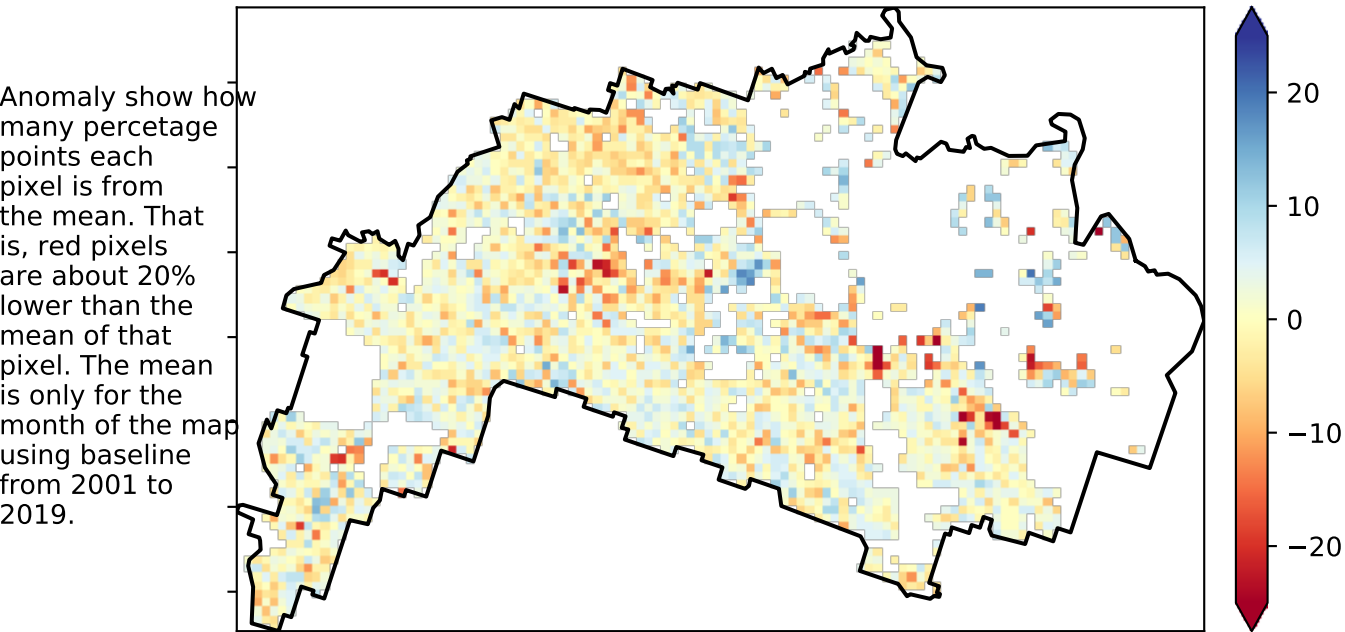 Anomaly show how
many percetage
points each
pixel is from
the mean. That
is, red pixels
are about 20%
lower than the
mean of that
pixel. The mean
is only for the
month of the map
using baseline
from 2001 to
2019.
20
10
0
−10
−20